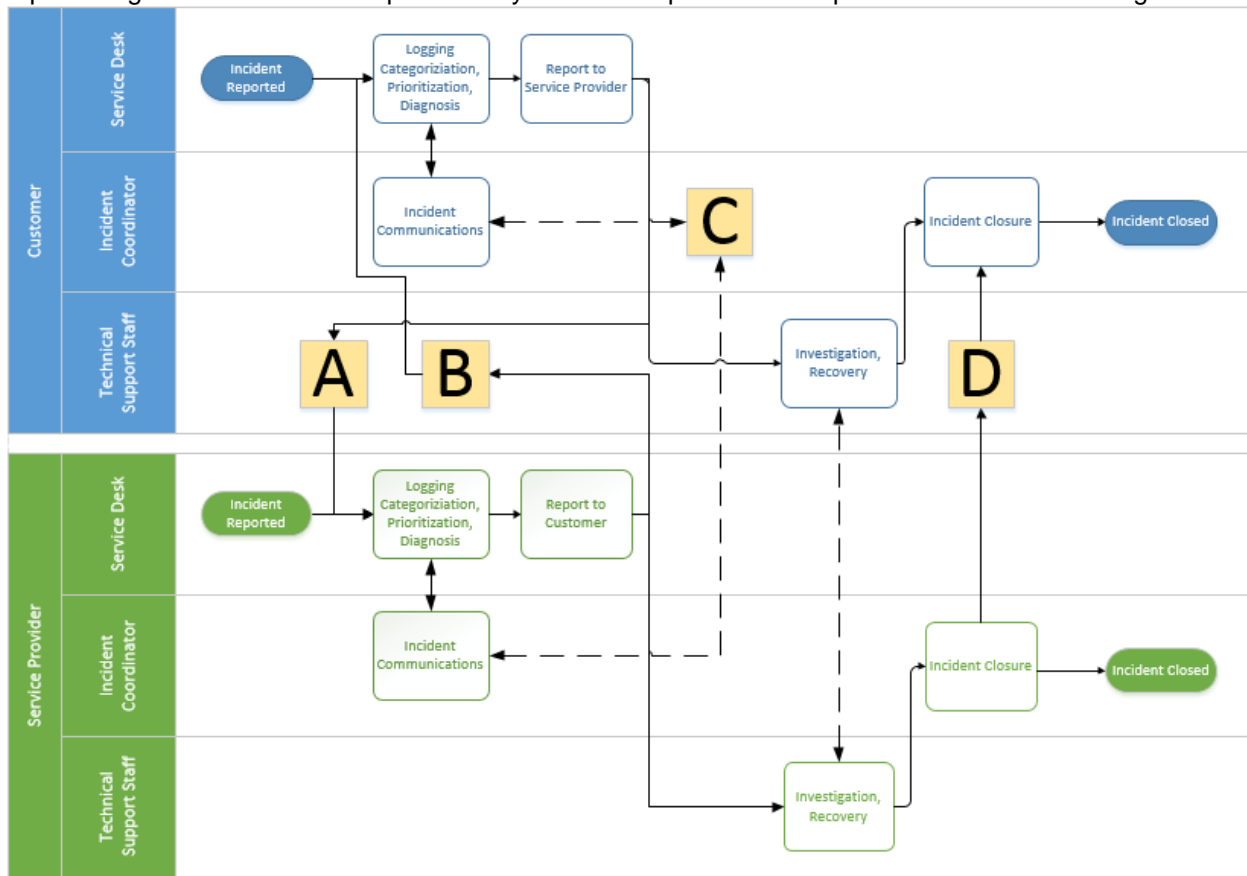 Customer
Service Desk
Incident
Reported
Logging
Categoriziation,
Prioritization,
Diagnosis
Report to
Service Provider
Incident
Coordinator
Incident
Communications
C
Incident Closure
Incident Closed
Technical
Support Staff
A
B
Investigation,
Recovery
D
Service Provider
Service Desk
Incident
Reported
Logging
Categoriziation,
Prioritization,
Diagnosis
Report to
Customer
Incident
Coordinator
Incident
Communications
Incident Closure
Incident Closed
Technical
Support Staff
Investigation,
Recovery